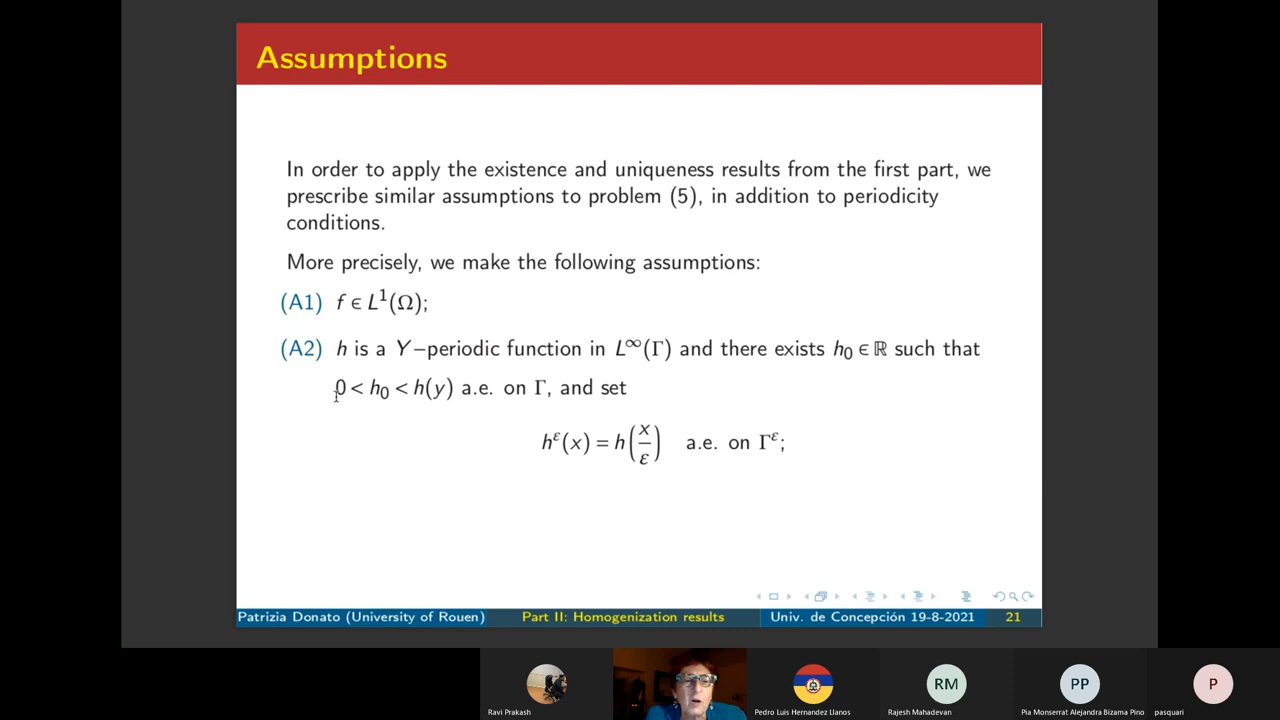 Assumptions
In order to apply the existence and uniqueness results from the first part, we
prescribe similar assumptions to problem (5), in addition to periodicity
conditions.
More precisely, we make the following assumptions:
(A1) f ∈ L¹(Ω);
(A2) h is a Y−periodic function in L^∞(Γ) and there exists h₀ ∈ ℝ such that
0 < h₀ < h(y) a.e. on Γ, and set
h^ε(x) = h(x/ε) a.e. on Γ^ε;
Patrizia Donato (University of Rouen) Part II: Homogenization results Univ. de Concepción 19-8-2021 21
RM PP P
Ravi Prakash Pedro Luis Hernandez Llanos Rajesh Mahadevan Pia Monserrat Alejandra Bizama Pino pasquari